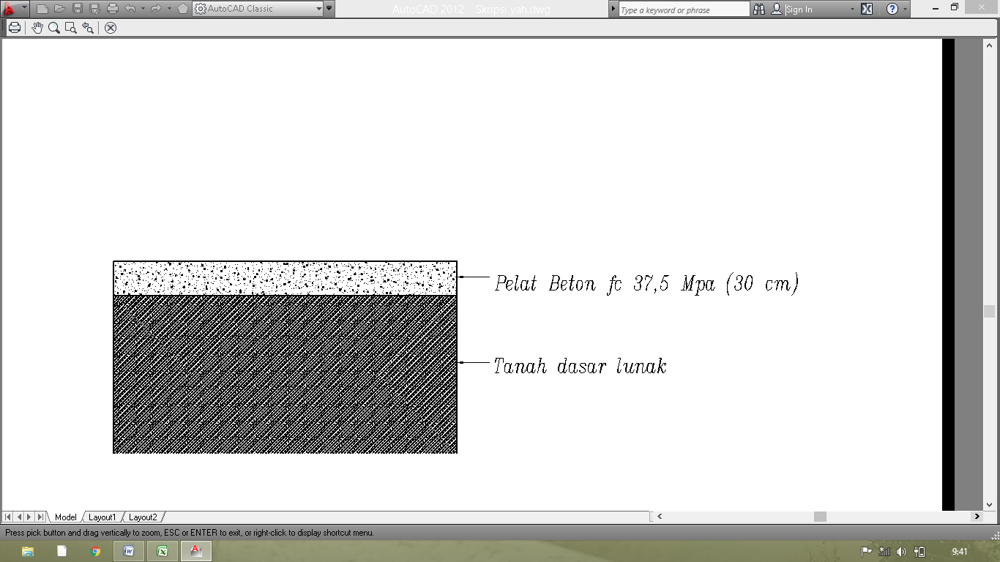 AutoCAD Classic
AutoCAD 2012 Skripsi yah.dwg
Type a keyword or phrase
Sign In
Pelat Beton fc 37,5 Mpa (30 cm)
Tanah dasar lunak
Model Layout1 Layout2
Press pick button and drag vertically to zoom, ESC or ENTER to exit, or right-click to display shortcut menu.
9:41